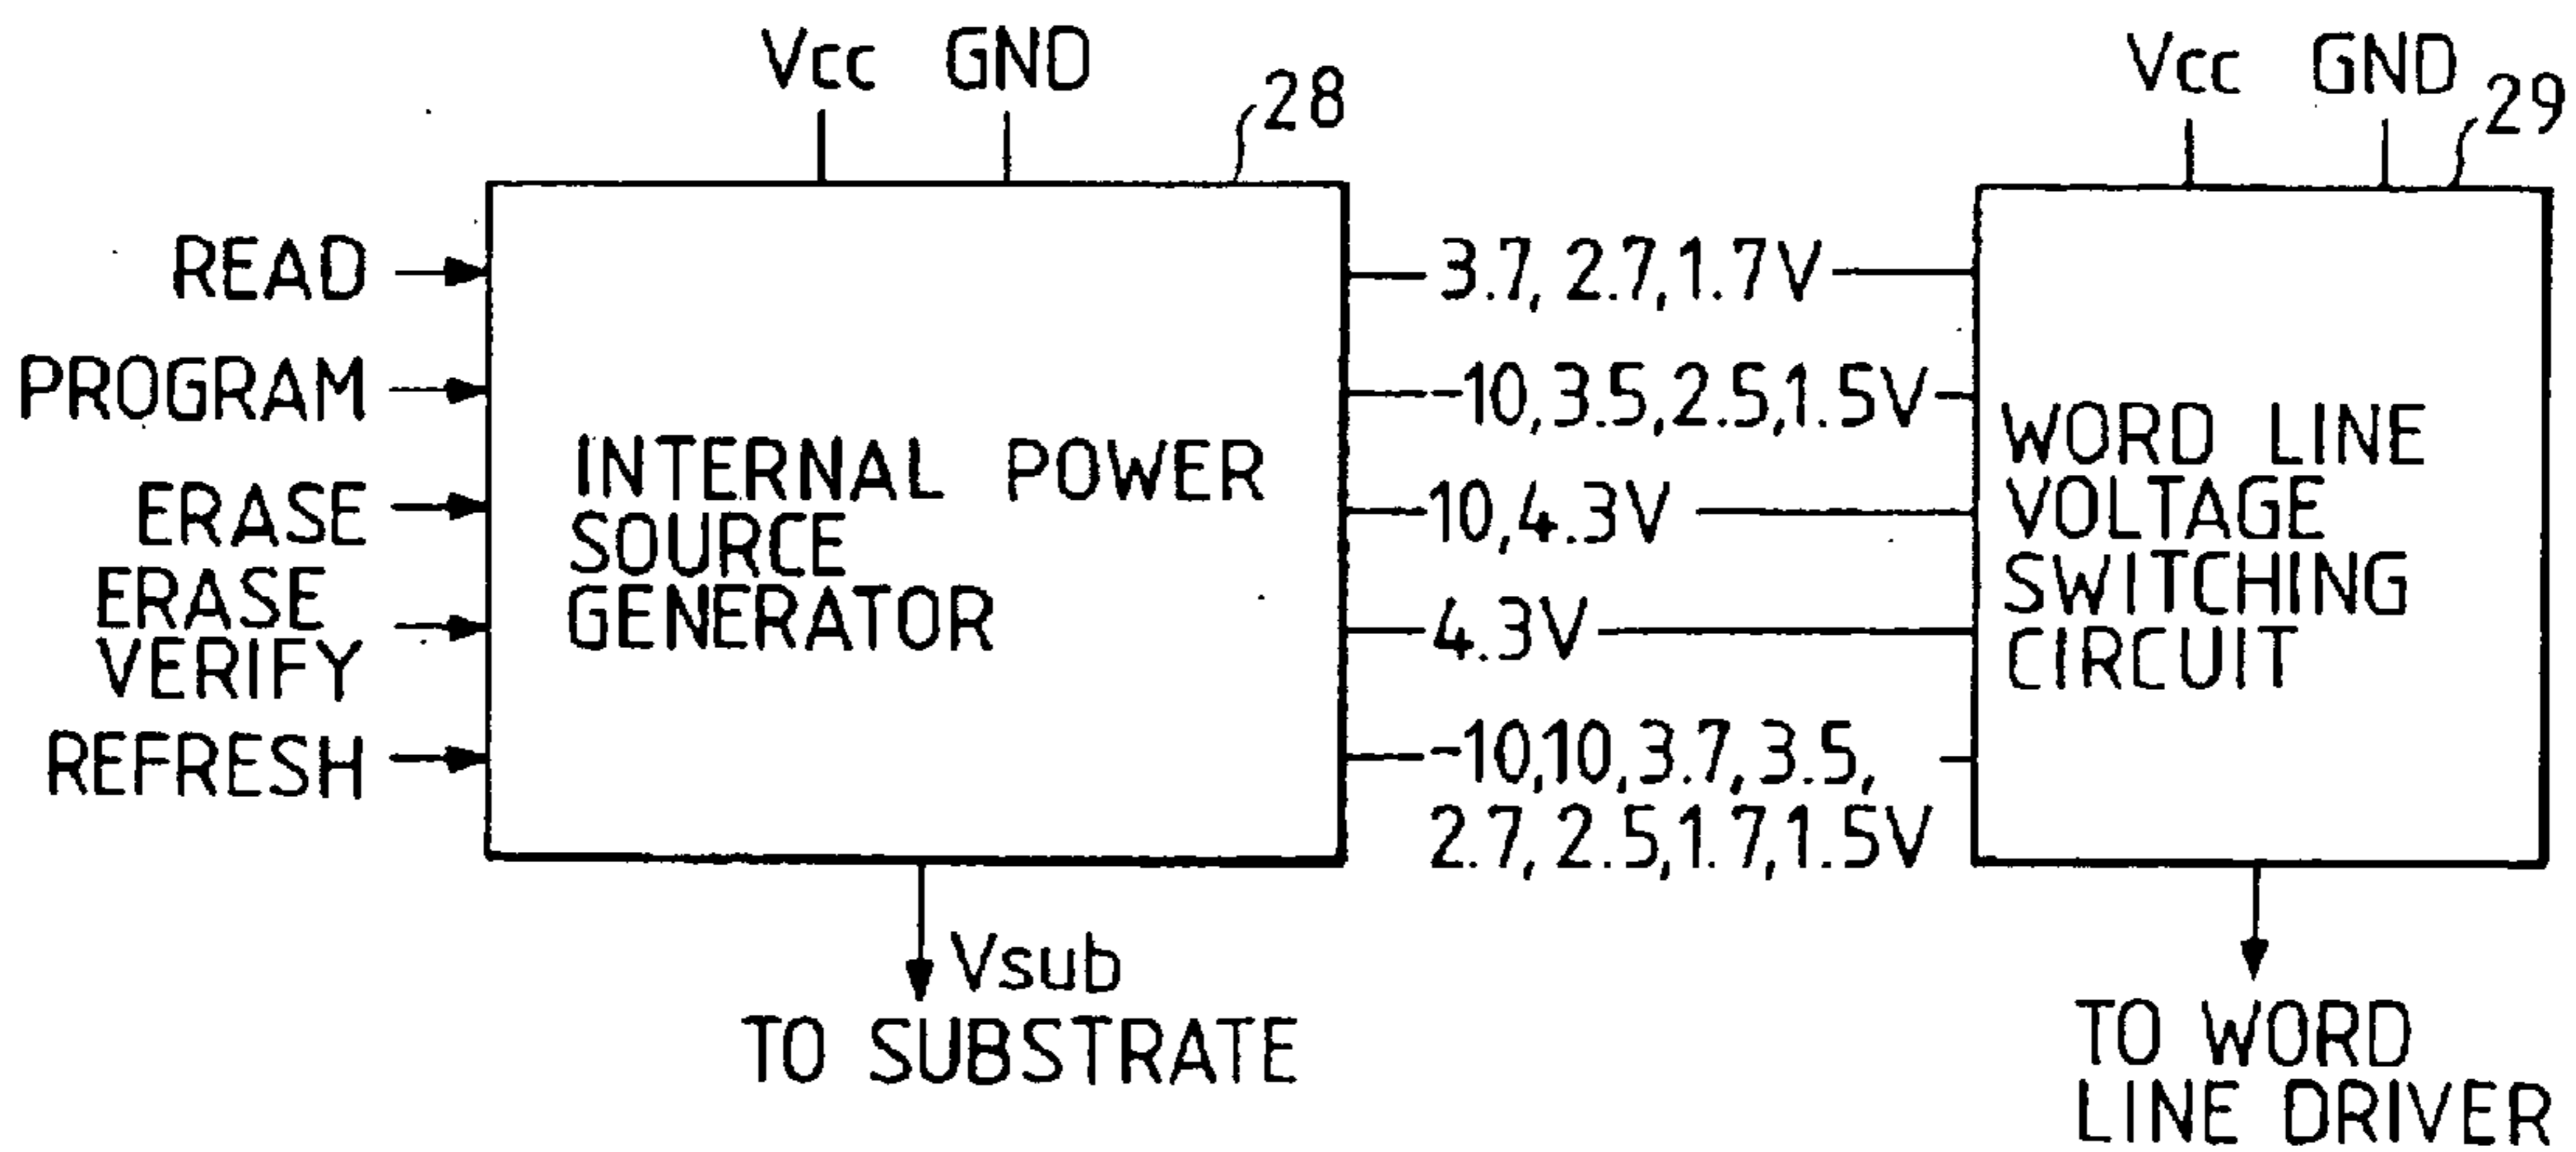 Vcc GND
28
Vcc GND
29
READ
PROGRAM
ERASE
ERASE
VERIFY
REFRESH
INTERNAL POWER
SOURCE
GENERATOR
3.7, 2.7,1.7V
-10,3.5,2.5,1.5V
10,4.3V
4.3V
-10,10,3.7,3.5,
2.7,2.5,1.7,1.5V
WORD LINE
VOLTAGE
SWITCHING
CIRCUIT
Vsub
TO SUBSTRATE
TO WORD
LINE DRIVER